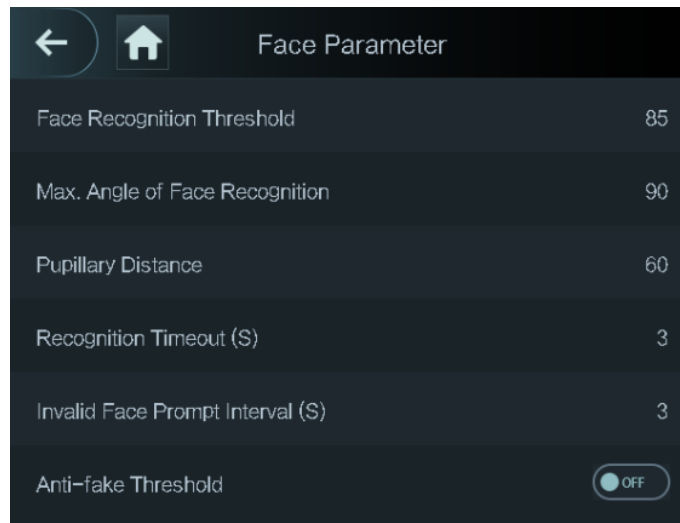 Face Parameter
Face Recognition Threshold 85
Max. Angle of Face Recognition 90
Pupillary Distance 60
Recognition Timeout (S) 3
Invalid Face Prompt Interval (S) 3
Anti-fake Threshold OFF